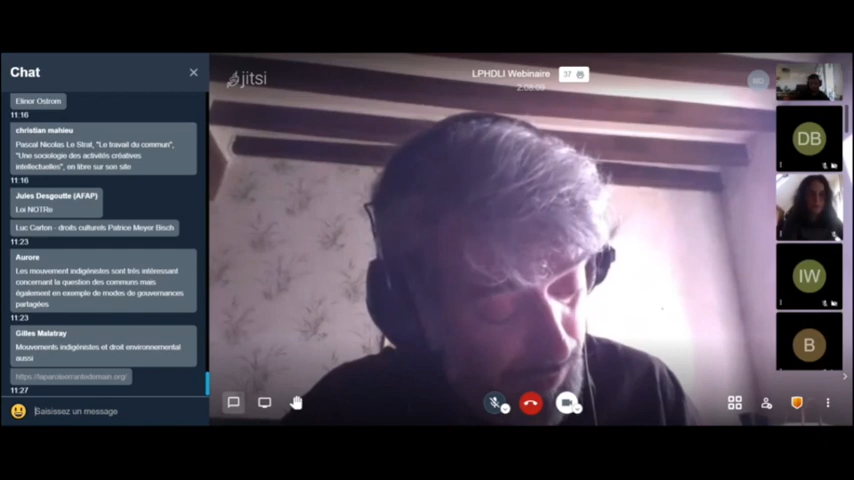 Chat
Elinor Ostrom
11:16
christian mahieu
Pascal Nicolas Le Strat, "Le travail du commun",
"Une sociologie des activités créatives
intellectuelles", en libre sur son site
11:16
Jules Desgoutte (AFAP)
Loi NOTRe
Luc Carton - droits culturels Patrice Meyer Bisch
11:23
Aurore
Les mouvement indigénistes sont très intéressant
concernant la question des communs mais
également en exemple de modes de gouvernances
partagées
11:23
Gilles Malatray
Mouvements indigénistes et droit environnemental
aussi
https://laparoleerrantedemain.org/
11:27
Saisissez un message
jitsi
LPHDLI Webinaire 37
MD
DB
IW
B